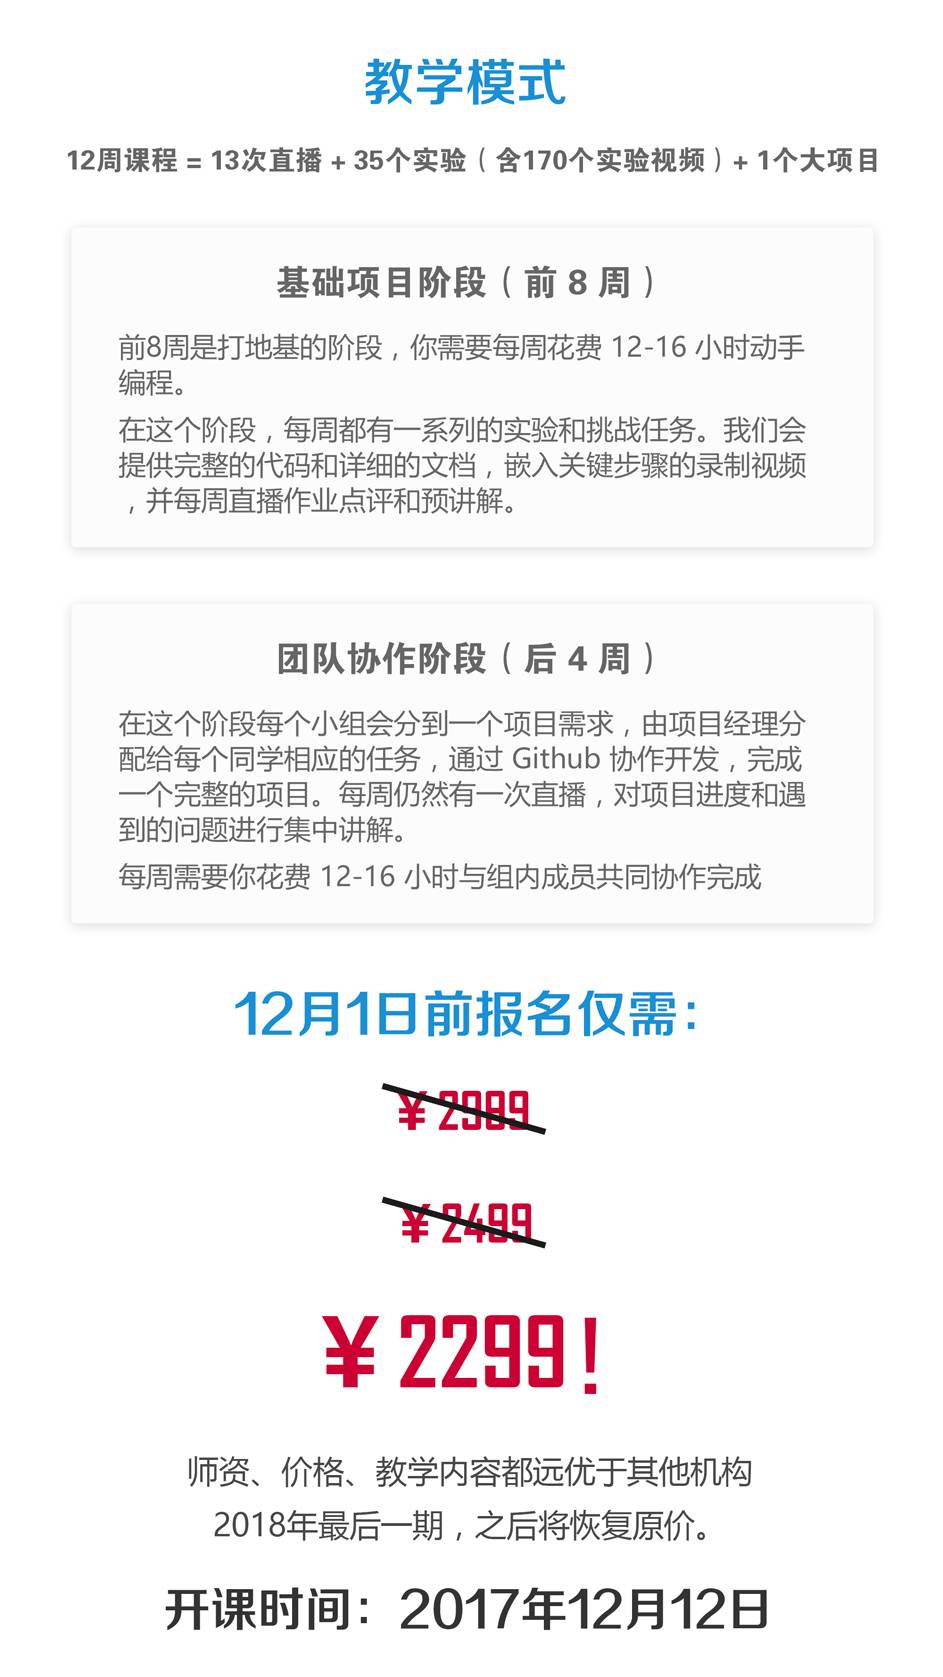 教学模式
12周课程 = 13次直播 + 35个实验（含170个实验视频）+ 1个大项目
基础项目阶段（前 8 周）
前8周是打地基的阶段，你需要每周花费 12-16 小时动手
编程。
在这个阶段，每周都有一系列的实验和挑战任务。我们会
提供完整的代码和详细的文档，嵌入关键步骤的录制视频
，并每周直播作业点评和预讲解。
团队协作阶段（后 4 周）
在这个阶段每个小组会分到一个项目需求，由项目经理分
配给每个同学相应的任务，通过 Github 协作开发，完成
一个完整的项目。每周仍然有一次直播，对项目进度和遇
到的问题进行集中讲解。
每周需要你花费 12-16 小时与组内成员共同协作完成
12月1日前报名仅需：
¥ 2989
¥ 2499
¥ 2299！
师资、价格、教学内容都远优于其他机构
2018年最后一期，之后将恢复原价。
开课时间：2017年12月12日